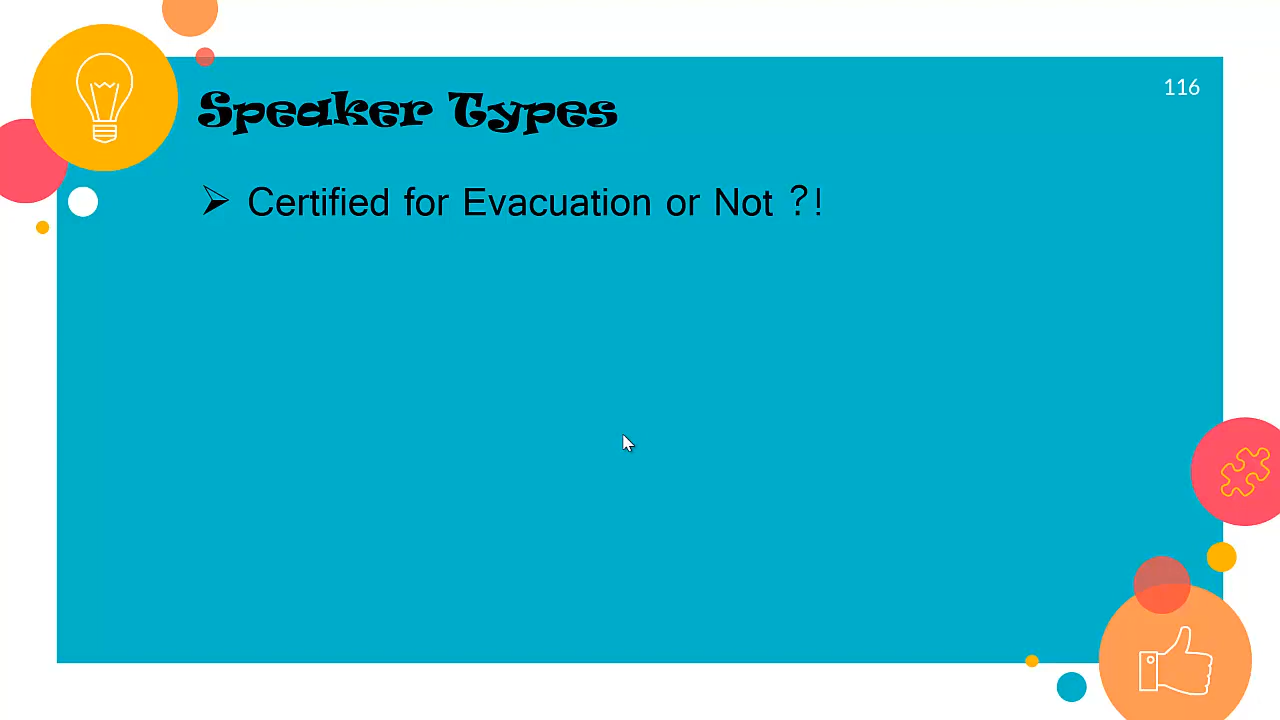 116
Speaker Types
➢ Certified for Evacuation or Not ?!